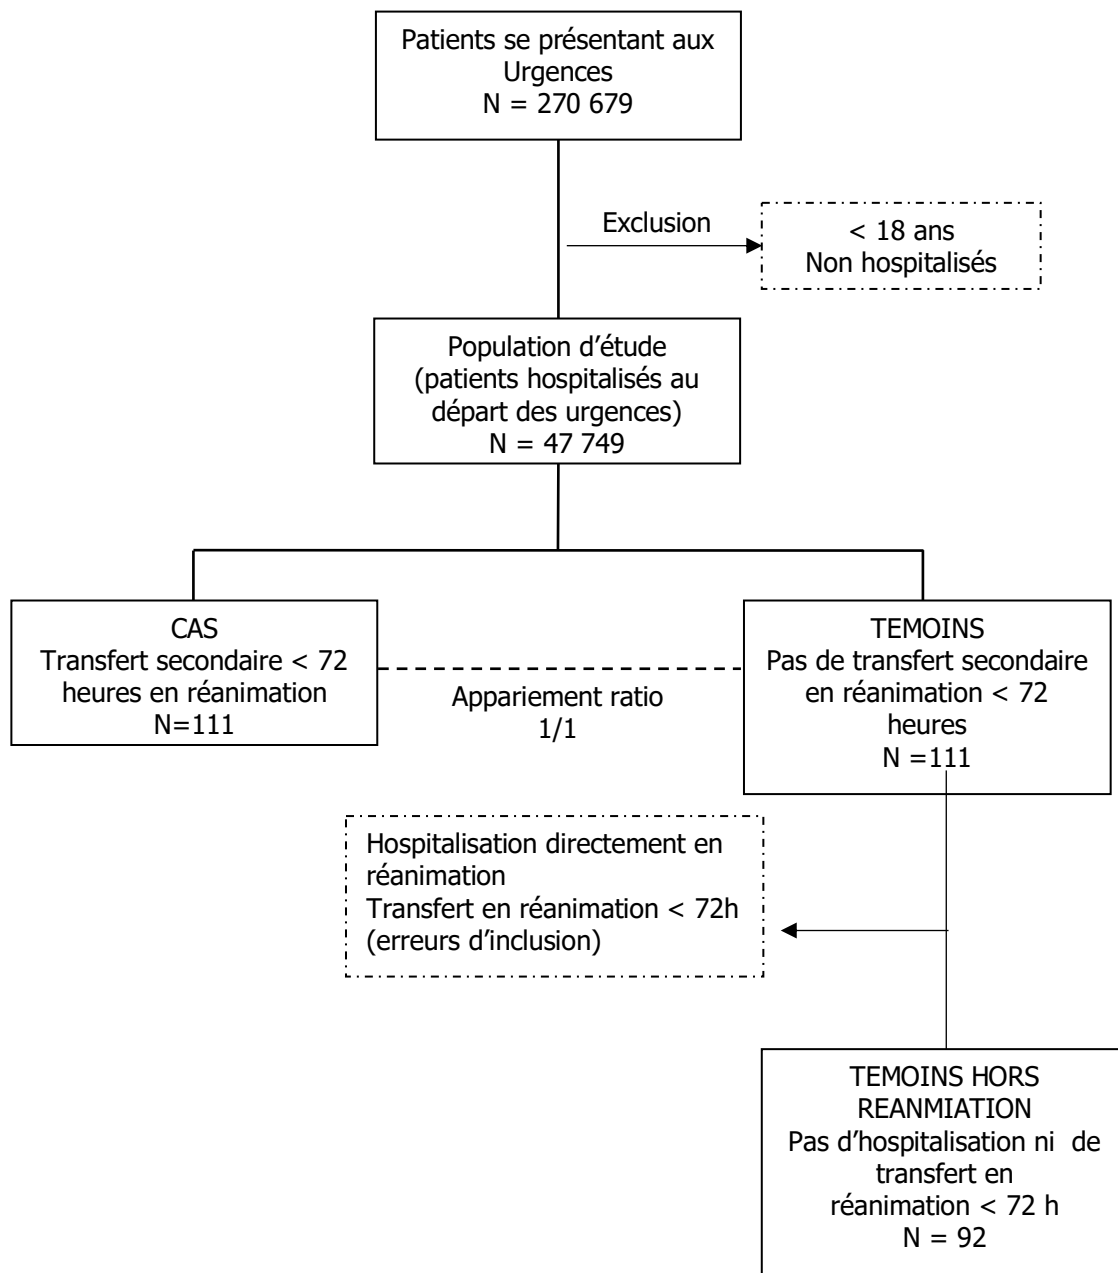 Patients se présentant aux
Urgences
N = 270 679
Exclusion
< 18 ans
Non hospitalisés
Population d'étude
(patients hospitalisés au
départ des urgences)
N = 47 749
CAS
Transfert secondaire < 72
heures en réanimation
N=111
Appariement ratio
1/1
TEMOINS
Pas de transfert secondaire
en réanimation < 72
heures
N =111
Hospitalisation directement en
réanimation
Transfert en réanimation < 72h
(erreurs d'inclusion)
TEMOINS HORS
REANMIATION
Pas d'hospitalisation ni de
transfert en
réanimation < 72 h
N = 92